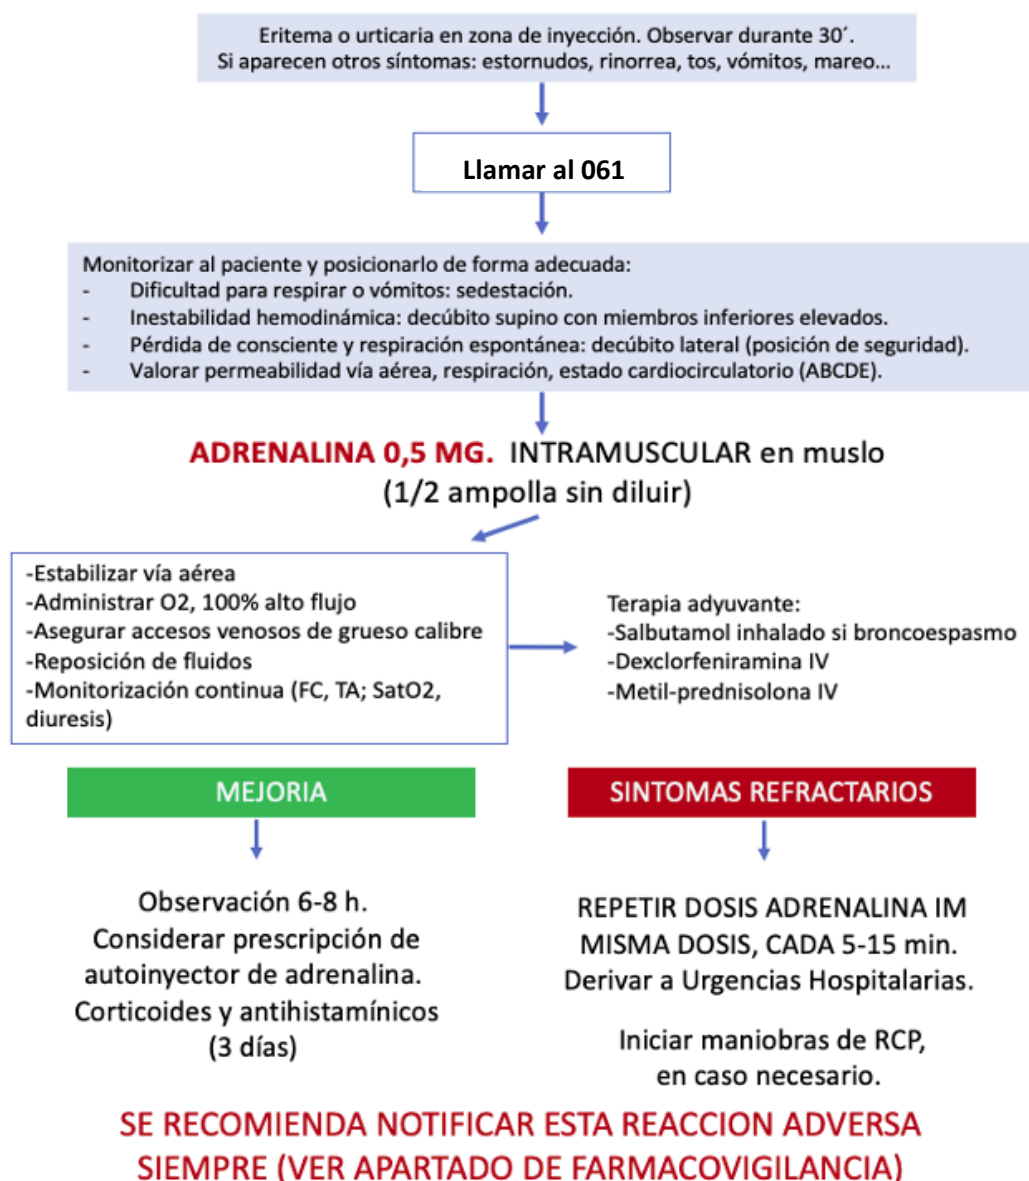 Eritema o urticaria en zona de inyección. Observar durante 30´.
Si aparecen otros síntomas: estornudos, rinorrea, tos, vómitos, mareo...
Llamar al 061
Monitorizar al paciente y posicionarlo de forma adecuada:
- Dificultad para respirar o vómitos: sedestación.
- Inestabilidad hemodinámica: decúbito supino con miembros inferiores elevados.
- Pérdida de consciente y respiración espontánea: decúbito lateral (posición de seguridad).
- Valorar permeabilidad vía aérea, respiración, estado cardiocirculatorio (ABCDE).
ADRENALINA 0,5 MG. INTRAMUSCULAR en muslo
(1/2 ampolla sin diluir)
-Estabilizar vía aérea
-Administrar O2, 100% alto flujo
-Asegurar accesos venosos de grueso calibre
-Reposición de fluidos
-Monitorización continua (FC, TA; SatO2,
diuresis)
Terapia adyuvante:
-Salbutamol inhalado si broncoespasmo
-Dexclorfeniramina IV
-Metil-prednisolona IV
MEJORIA
Observación 6-8 h.
Considerar prescripción de
autoinyector de adrenalina.
Corticoides y antihistamínicos
(3 días)
SINTOMAS REFRACTARIOS
REPETIR DOSIS ADRENALINA IM
MISMA DOSIS, CADA 5-15 min.
Derivar a Urgencias Hospitalarias.
Iniciar maniobras de RCP,
en caso necesario.
SE RECOMIENDA NOTIFICAR ESTA REACCION ADVERSA
SIEMPRE (VER APARTADO DE FARMACOVIGILANCIA)